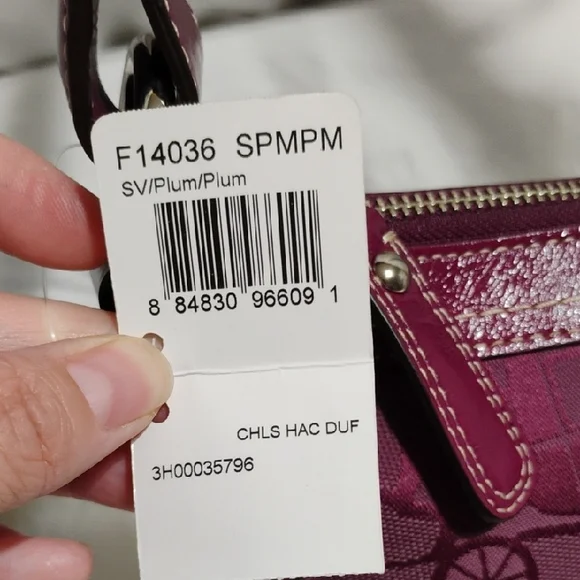 F14036 SPMPM
SV/Plum/Plum
8 84830 96609 1
CHLS HAC DUF
3H00035796